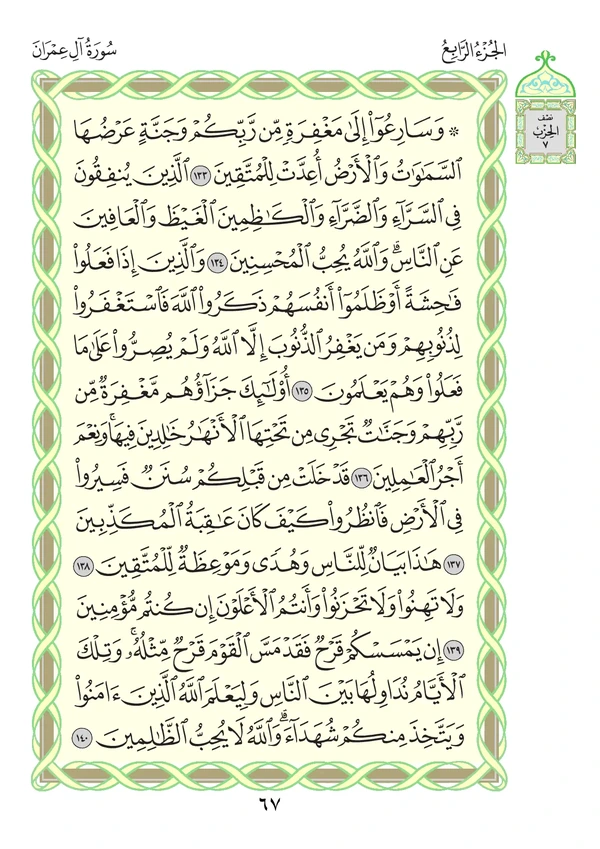 الجُزْءُ الرَّابِعُ
سُورَةُ آلِ عِمْرَانَ
نصف
الحِزْب
٧
۞ وَسَارِعُوٓاْ إِلَىٰ مَغْفِرَةٖ مِّن رَّبِّكُمْ وَجَنَّةٍ عَرْضُهَا
ٱلسَّمَٰوَٰتُ وَٱلْأَرْضُ أُعِدَّتْ لِلْمُتَّقِينَ ١٣٣ ٱلَّذِينَ يُنفِقُونَ
فِي ٱلسَّرَّآءِ وَٱلضَّرَّآءِ وَٱلْكَٰظِمِينَ ٱلْغَيْظَ وَٱلْعَافِينَ
عَنِ ٱلنَّاسِۗ وَٱللَّهُ يُحِبُّ ٱلْمُحْسِنِينَ ١٣٤ وَٱلَّذِينَ إِذَا فَعَلُواْ
فَٰحِشَةً أَوْ ظَلَمُوٓاْ أَنفُسَهُمْ ذَكَرُواْ ٱللَّهَ فَٱسْتَغْفَرُواْ
لِذُنُوبِهِمْ وَمَن يَغْفِرُ ٱلذُّنُوبَ إِلَّا ٱللَّهُ وَلَمْ يُصِرُّواْ عَلَىٰ مَا
فَعَلُواْ وَهُمْ يَعْلَمُونَ ١٣٥ أُوْلَٰٓئِكَ جَزَآؤُهُم مَّغْفِرَةٞ مِّن
رَّبِّهِمْ وَجَنَّٰتٞ تَجْرِي مِن تَحْتِهَا ٱلْأَنْهَٰرُ خَٰلِدِينَ فِيهَاۚ وَنِعْمَ
أَجْرُ ٱلْعَٰمِلِينَ ١٣٦ قَدْ خَلَتْ مِن قَبْلِكُمْ سُنَنٞ فَسِيرُواْ
فِي ٱلْأَرْضِ فَٱنظُرُواْ كَيْفَ كَانَ عَٰقِبَةُ ٱلْمُكَذِّبِينَ
١٣٧ هَٰذَا بَيَانٞ لِّلنَّاسِ وَهُدٗى وَمَوْعِظَةٞ لِّلْمُتَّقِينَ ١٣٨
وَلَا تَهِنُواْ وَلَا تَحْزَنُواْ وَأَنتُمُ ٱلْأَعْلَوْنَ إِن كُنتُم مُّؤْمِنِينَ
١٣٩ إِن يَمْسَسْكُمْ قَرْحٞ فَقَدْ مَسَّ ٱلْقَوْمَ قَرْحٞ مِّثْلُهُۥۚ وَتِلْكَ
ٱلْأَيَّامُ نُدَاوِلُهَا بَيْنَ ٱلنَّاسِ وَلِيَعْلَمَ ٱللَّهُ ٱلَّذِينَ ءَامَنُواْ
وَيَتَّخِذَ مِنكُمْ شُهَدَآءَۗ وَٱللَّهُ لَا يُحِبُّ ٱلظَّٰلِمِينَ ١٤٠
٦٧